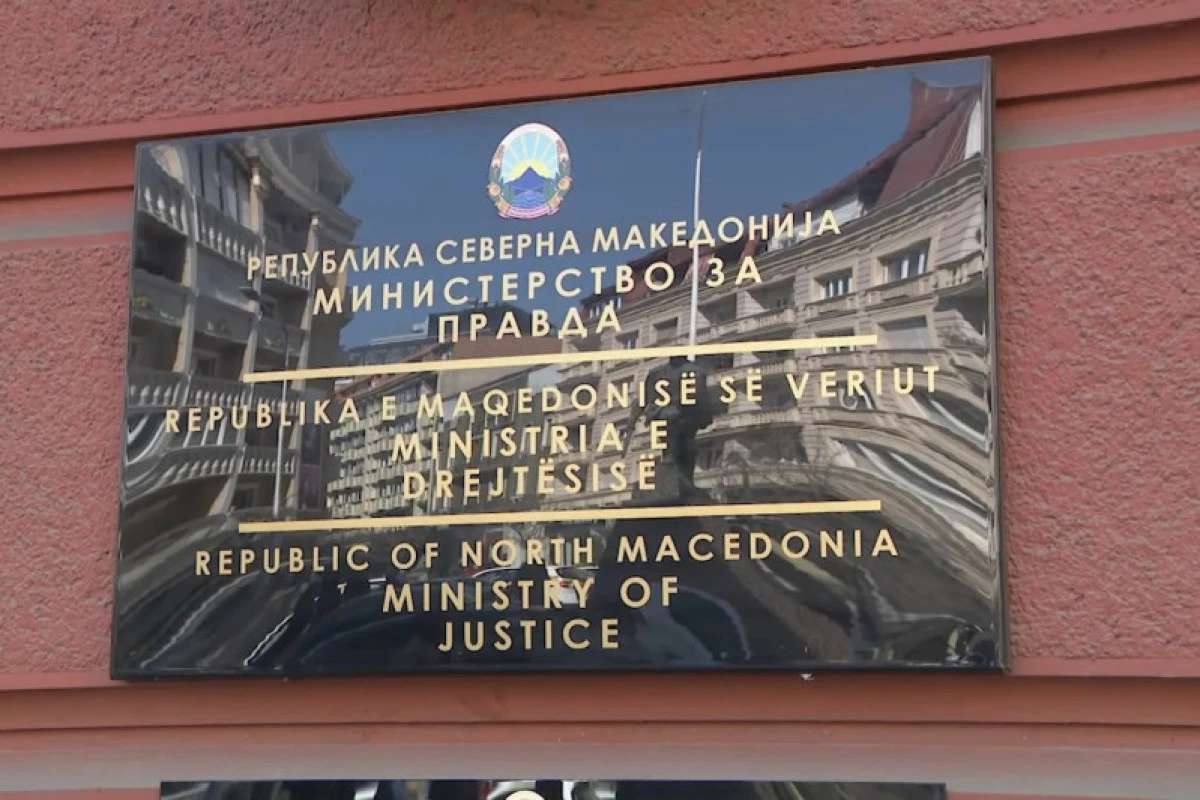 РЕПУБЛИКА СЕВЕРНА МАКЕДОНИЈА
МИНИСТЕРСТВО ЗА
ПРАВДА
REPUBLIKA E MAQEDONISË SË VERIUT
MINISTRIA E
DREJTËSISË
REPUBLIC OF NORTH MACEDONIA
MINISTRY OF
JUSTICE